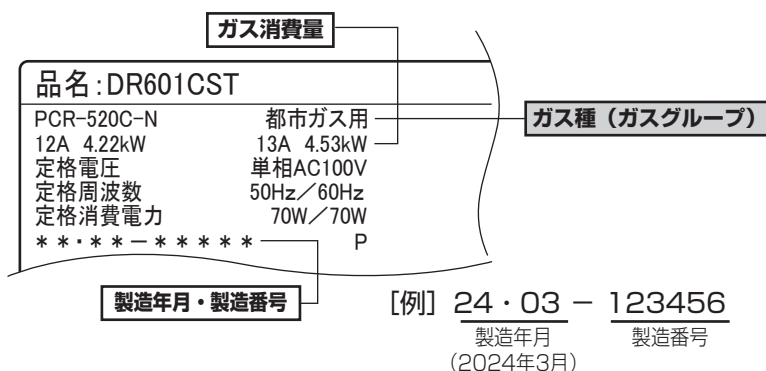 ガス消費量
品名:DR601CST
PCR-520C-N 都市ガス用
ガス種（ガスグループ）
12A 4.22kW 13A 4.53kW
定格電圧 単相AC100V
定格周波数 50Hz／60Hz
定格消費電力 70W／70W
＊＊・＊＊－＊＊＊＊＊ P
製造年月・製造番号
［例］ 24・03 － 123456
製造年月 製造番号
（2024年3月）